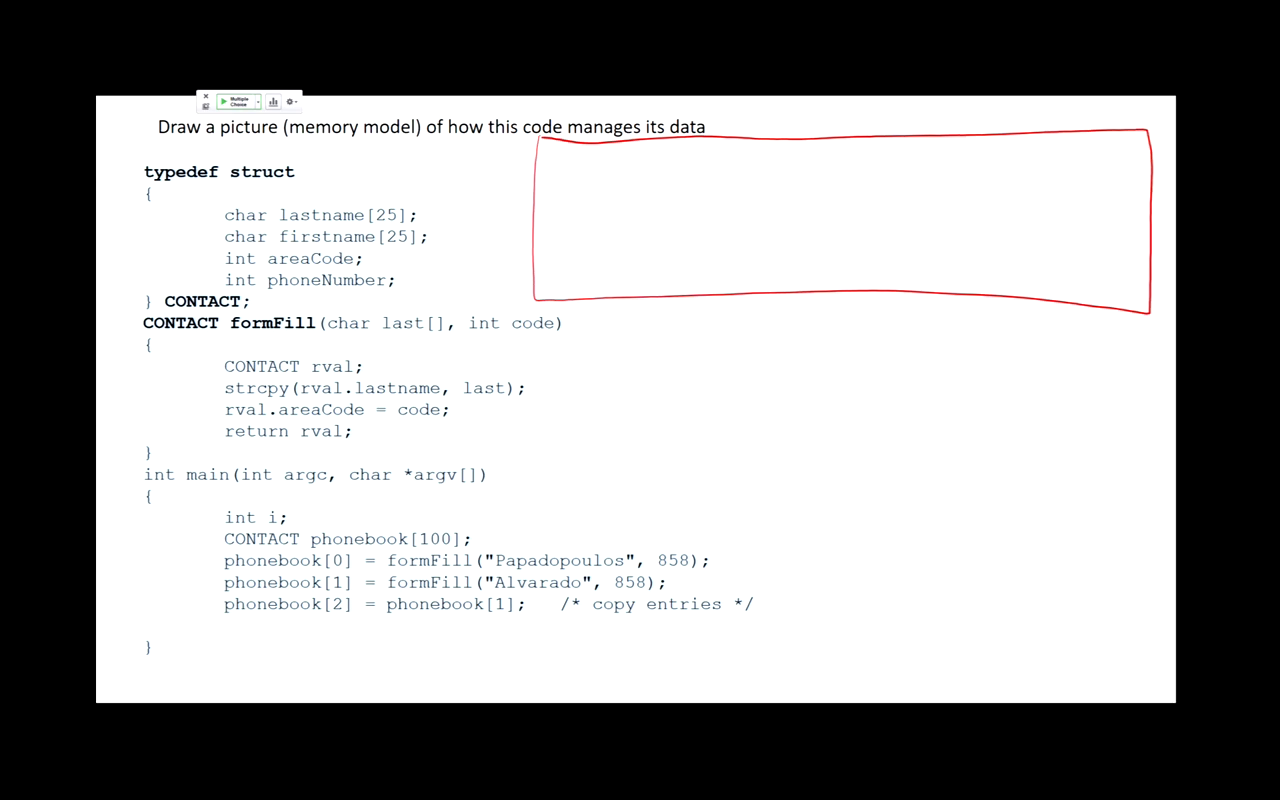 Multiple
Choice
Draw a picture (memory model) of how this code manages its data
typedef struct
{
char lastname[25];
char firstname[25];
int areaCode;
int phoneNumber;
} CONTACT;
CONTACT formFill(char last[], int code)
{
CONTACT rval;
strcpy(rval.lastname, last);
rval.areaCode = code;
return rval;
}
int main(int argc, char *argv[])
{
int i;
CONTACT phonebook[100];
phonebook[0] = formFill("Papadopoulos", 858);
phonebook[1] = formFill("Alvarado", 858);
phonebook[2] = phonebook[1]; /* copy entries */
}